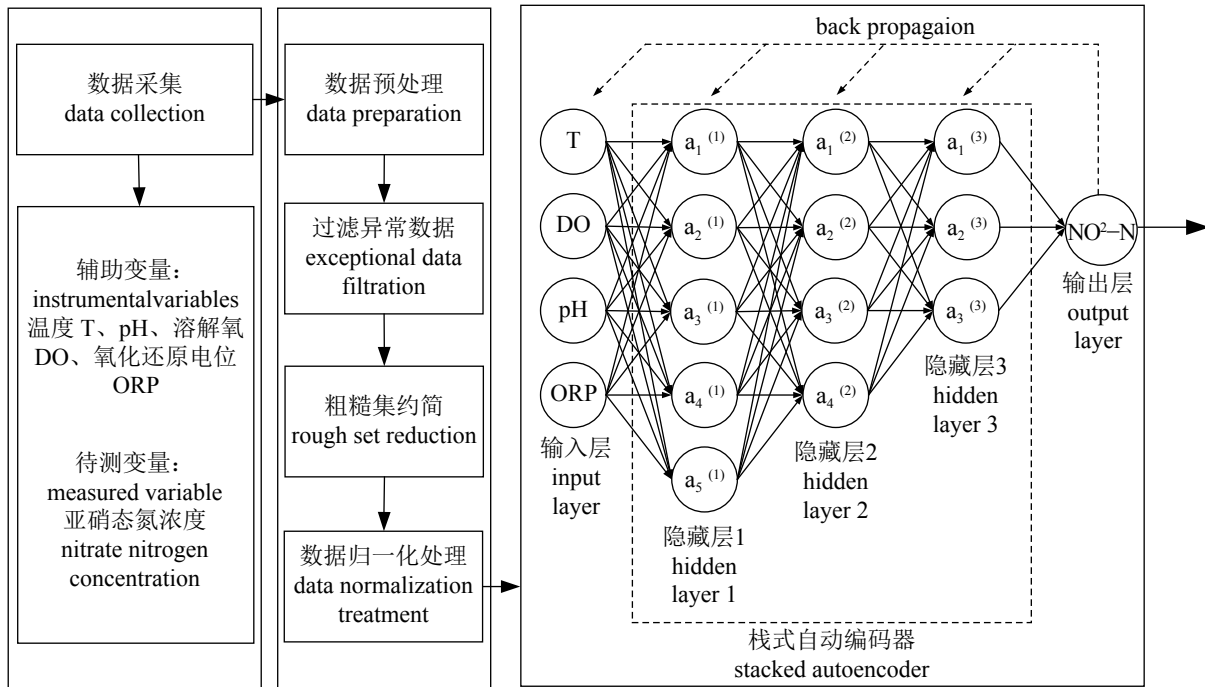 数据采集
data collection
辅助变量：
instrumentalvariables
温度 T、pH、溶解氧
DO、氧化还原电位
ORP
待测变量：
measured variable
亚硝态氮浓度
nitrate nitrogen
concentration
数据预处理
data preparation
过滤异常数据
exceptional data
filtration
粗糙集约简
rough set reduction
数据归一化处理
data normalization
treatment
back propagaion
T
DO
pH
ORP
输入层
input
layer
a₁⁽¹⁾
a₂⁽¹⁾
a₃⁽¹⁾
a₄⁽¹⁾
a₅⁽¹⁾
隐藏层1
hidden
layer 1
a₁⁽²⁾
a₂⁽²⁾
a₃⁽²⁾
a₄⁽²⁾
隐藏层2
hidden
layer 2
a₁⁽³⁾
a₂⁽³⁾
a₃⁽³⁾
隐藏层3
hidden
layer 3
NO²–N
输出层
output
layer
栈式自动编码器
stacked autoencoder